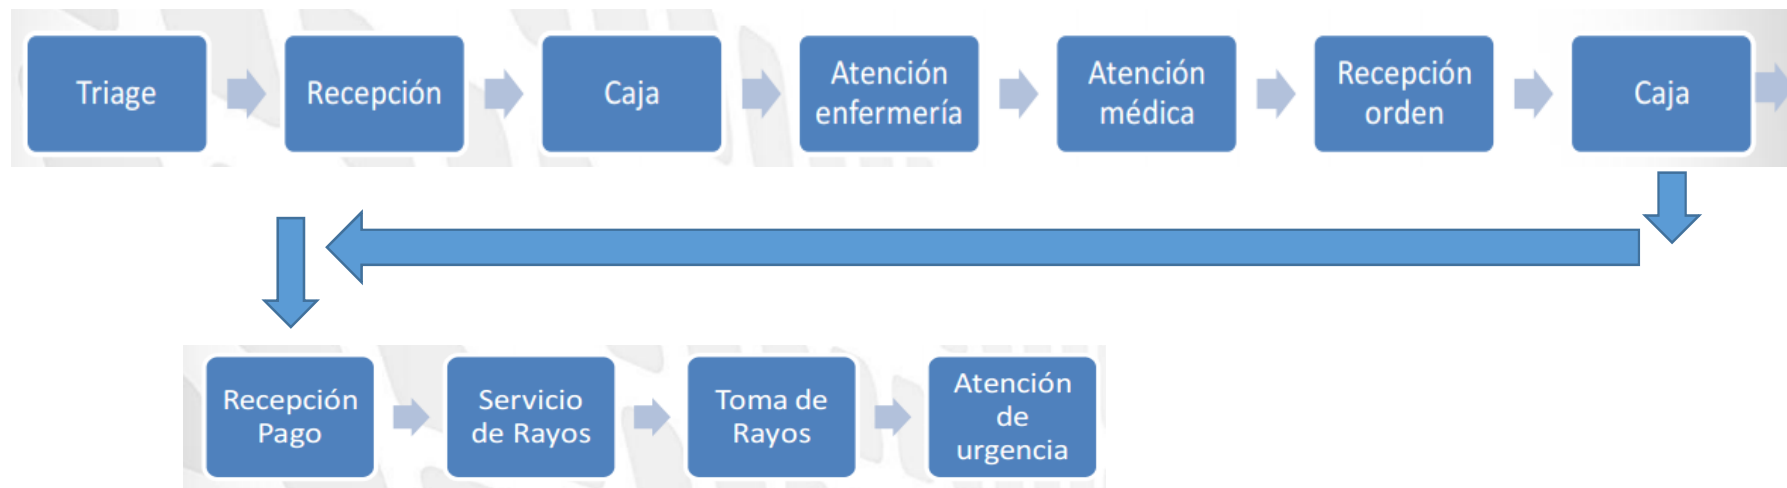 Triage
Recepción
Caja
Atención
enfermería
Atención
médica
Recepción
orden
Caja
Recepción
Pago
Servicio
de Rayos
Toma de
Rayos
Atención
de
urgencia